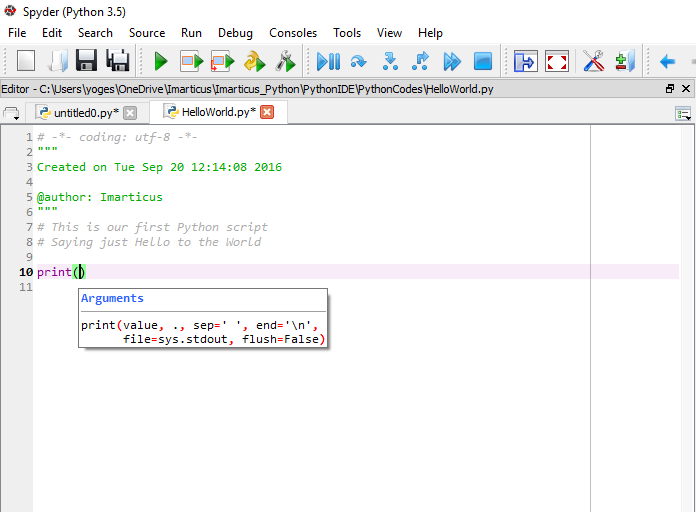 Spyder (Python 3.5)
File Edit Search Source Run Debug Consoles Tools View Help
Editor - C:\Users\yoges\OneDrive\Imarticus\Imarticus_Python\PythonIDE\PythonCodes\HelloWorld.py
untitled0.py* HelloWorld.py*
1 # -*- coding: utf-8 -*-
2 """
3 Created on Tue Sep 20 12:14:08 2016
4
5 @author: Imarticus
6 """
7 # This is our first Python script
8 # Saying just Hello to the World
9
10 print()
11
Arguments
print(value, ., sep=' ', end='\n',
file=sys.stdout, flush=False)